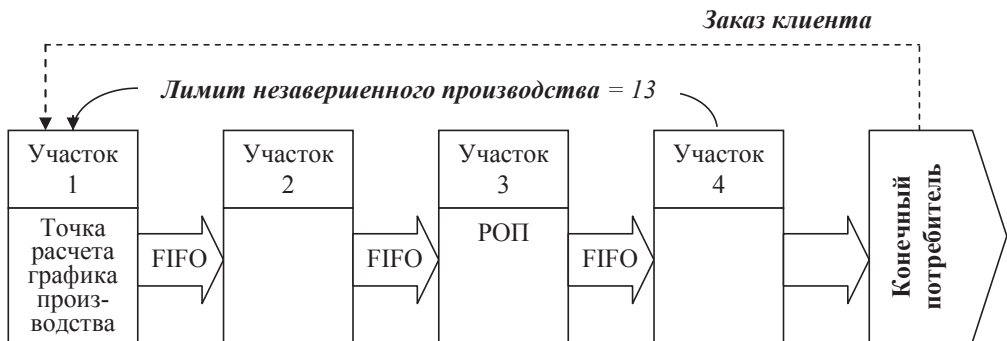 Заказ клиента
Лимит незавершенного производства = 13
Участок
1
Точка
расчета
графика
произ-
водства
FIFO
Участок
2
FIFO
Участок
3
РОП
FIFO
Участок
4
Конечный
потребитель